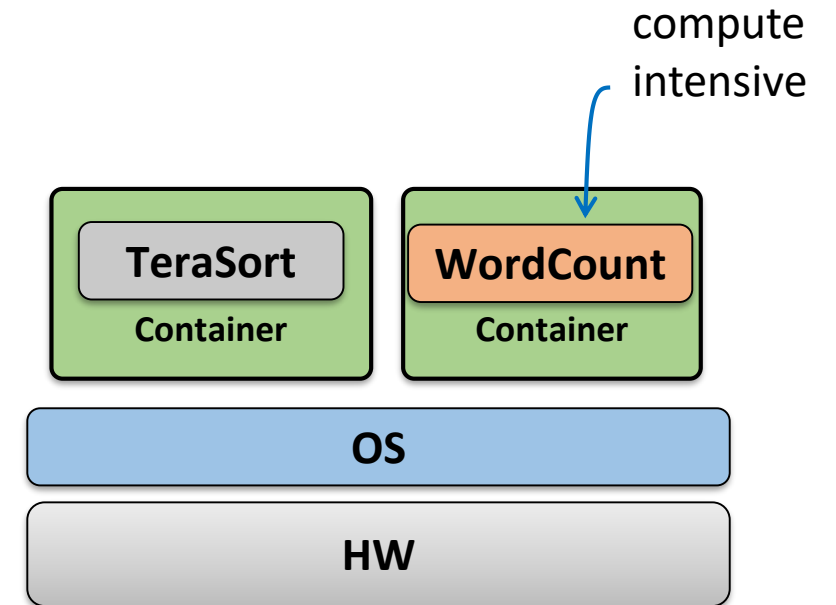 compute
intensive
TeraSort
Container
WordCount
Container
OS
HW